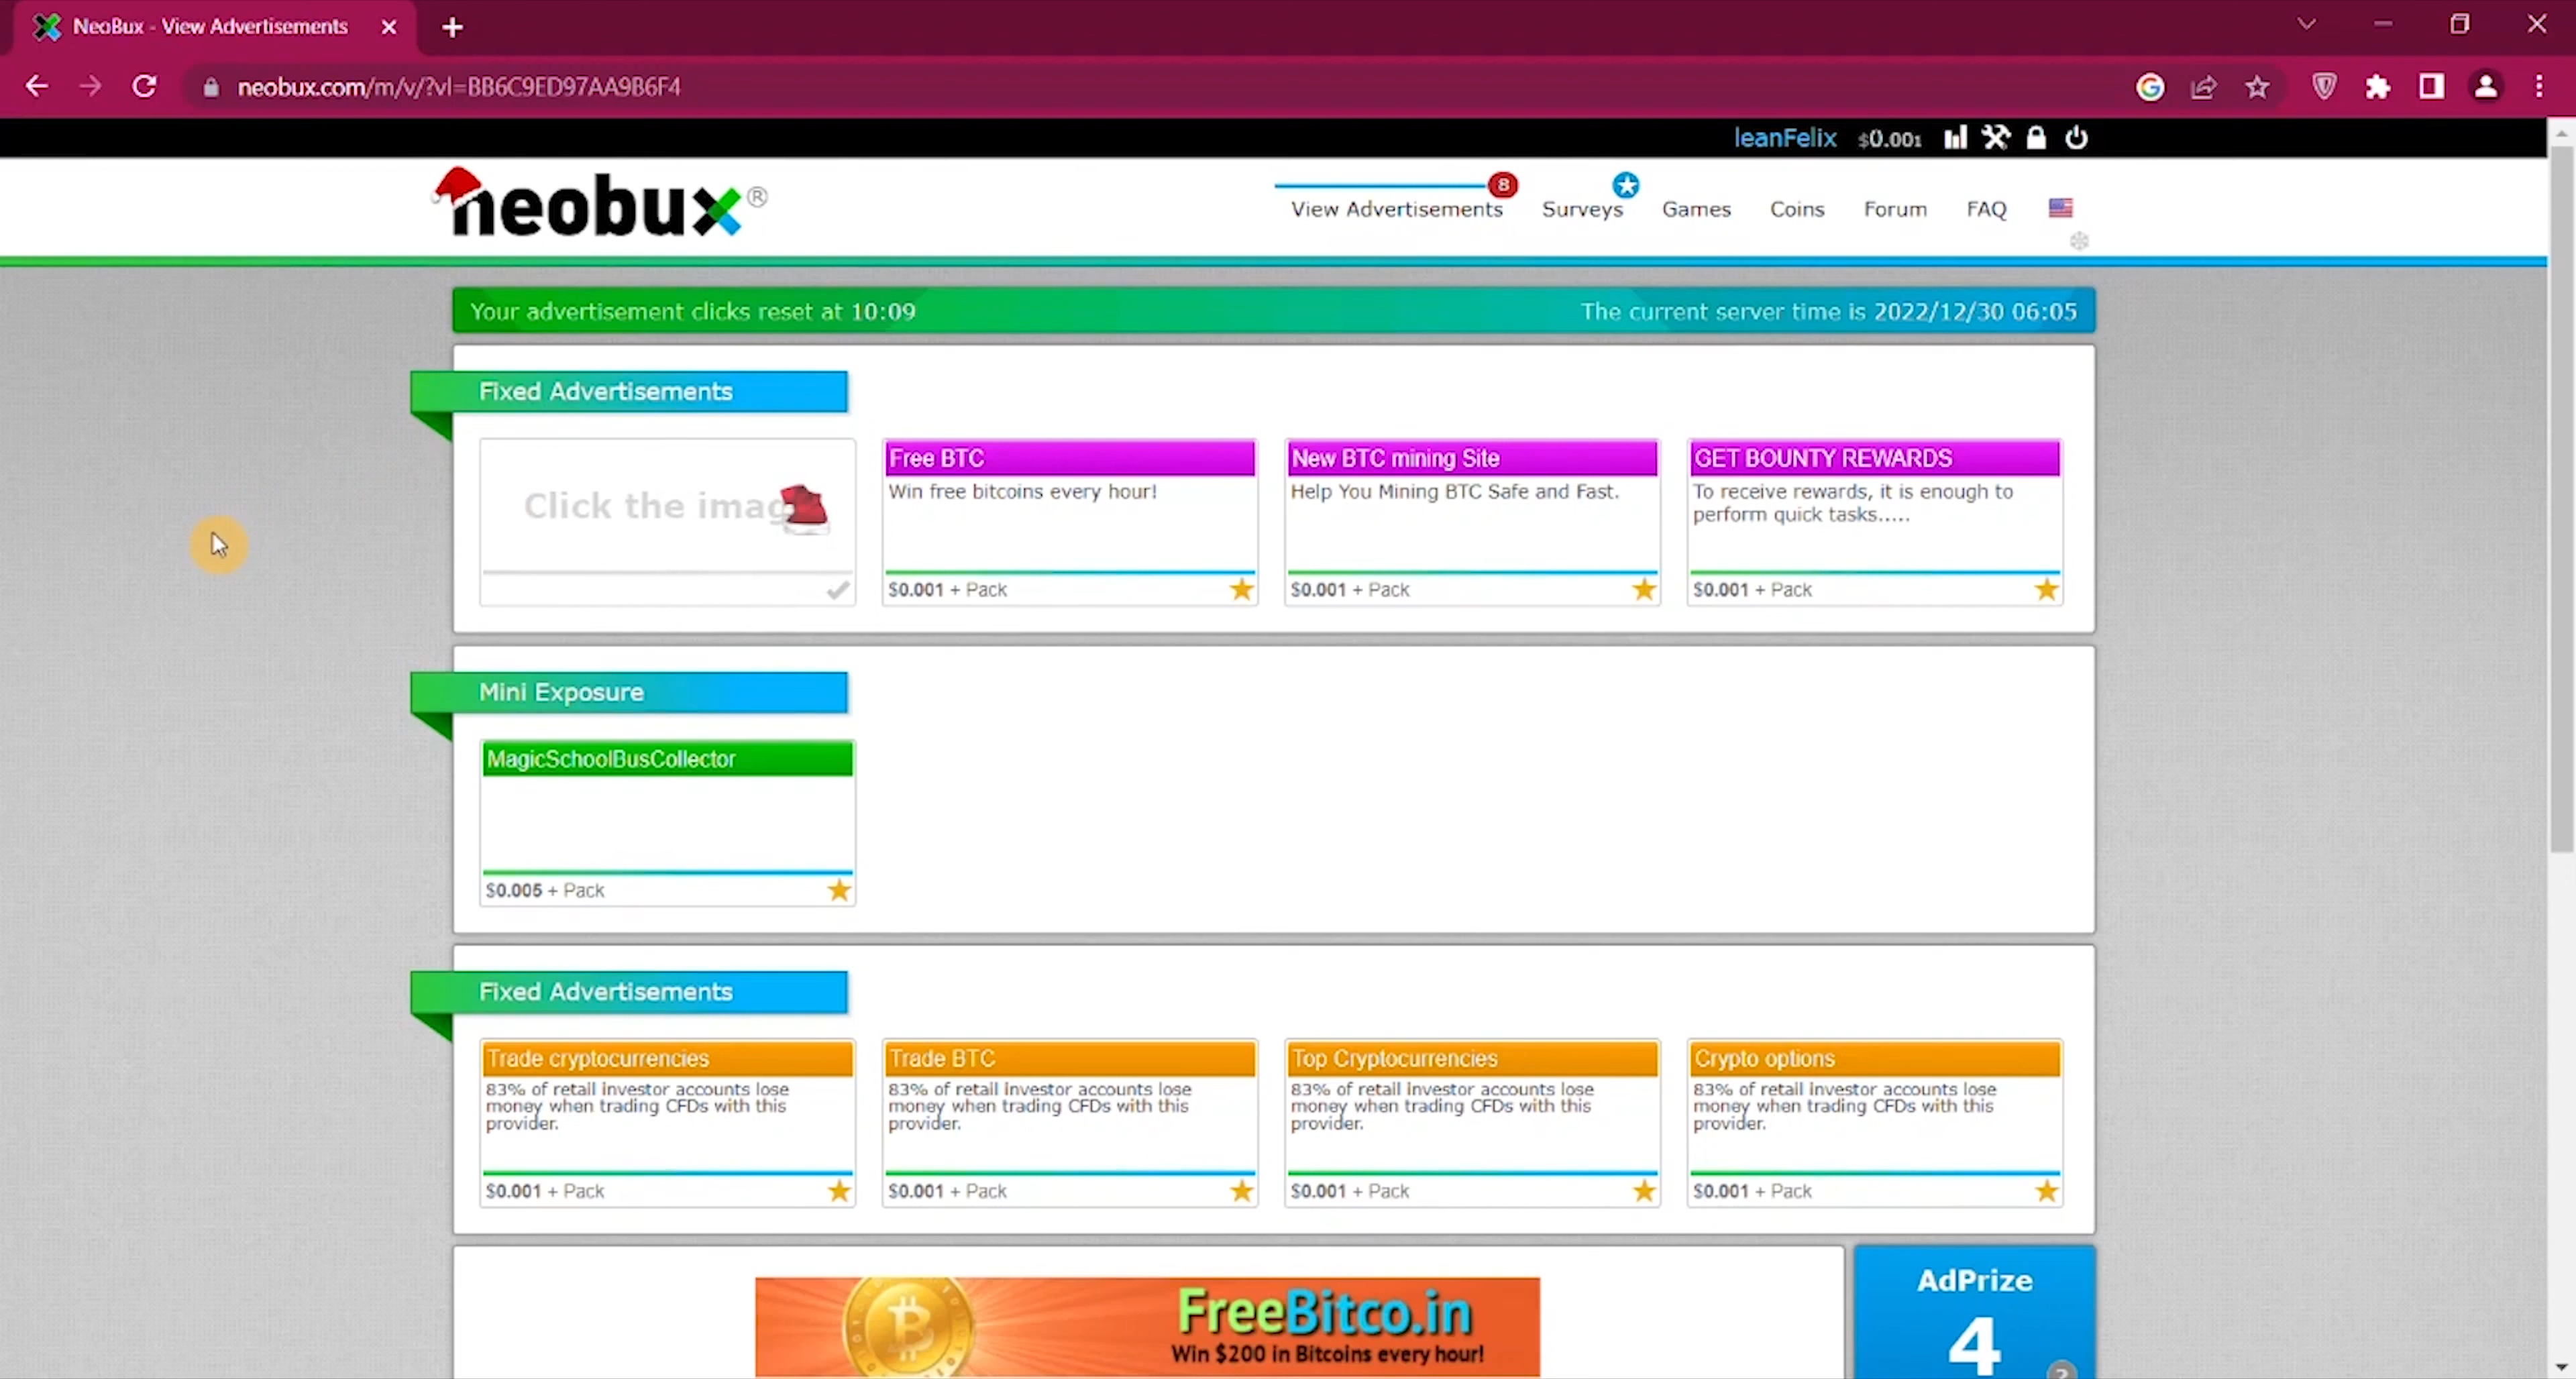 NeoBux - View Advertisements
neobux.com/m/v/?vl=BB6C9ED97AA9B6F4
leanFelix $0.001
neobux®
View Advertisements 8 Surveys Games Coins Forum FAQ
Your advertisement clicks reset at 10:09
The current server time is 2022/12/30 06:05
Fixed Advertisements
Click the imag
Free BTC
Win free bitcoins every hour!
$0.001 + Pack
New BTC mining Site
Help You Mining BTC Safe and Fast.
$0.001 + Pack
GET BOUNTY REWARDS
To receive rewards, it is enough to
perform quick tasks.....
$0.001 + Pack
Mini Exposure
MagicSchoolBusCollector
$0.005 + Pack
Fixed Advertisements
Trade cryptocurrencies
83% of retail investor accounts lose
money when trading CFDs with this
provider.
$0.001 + Pack
Trade BTC
83% of retail investor accounts lose
money when trading CFDs with this
provider.
$0.001 + Pack
Top Cryptocurrencies
83% of retail investor accounts lose
money when trading CFDs with this
provider.
$0.001 + Pack
Crypto options
83% of retail investor accounts lose
money when trading CFDs with this
provider.
$0.001 + Pack
FreeBitco.in
Win $200 in Bitcoins every hour!
AdPrize
4
?